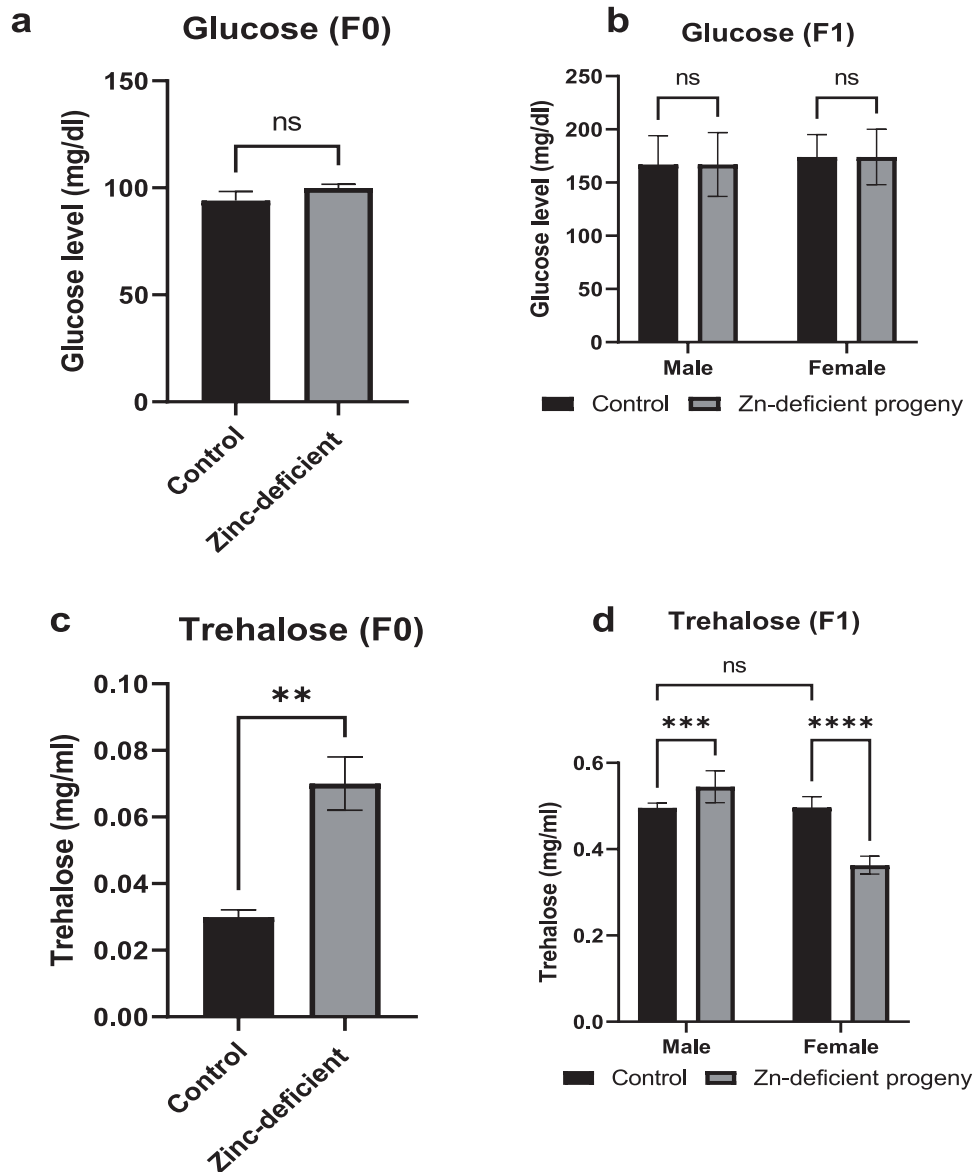 a
Glucose (F0)
Glucose level (mg/dl)
150
100
50
0
ns
Control
Zinc-deficient
b
Glucose (F1)
Glucose level (mg/dl)
250
200
150
100
50
0
ns
ns
Male
Female
Control
Zn-deficient progeny
c
Trehalose (F0)
Trehalose (mg/ml)
0.10
0.08
0.06
0.04
0.02
0.00
**
Control
Zinc-deficient
d
Trehalose (F1)
Trehalose (mg/ml)
0.6
0.4
0.2
0.0
ns
***
****
Male
Female
Control
Zn-deficient progeny